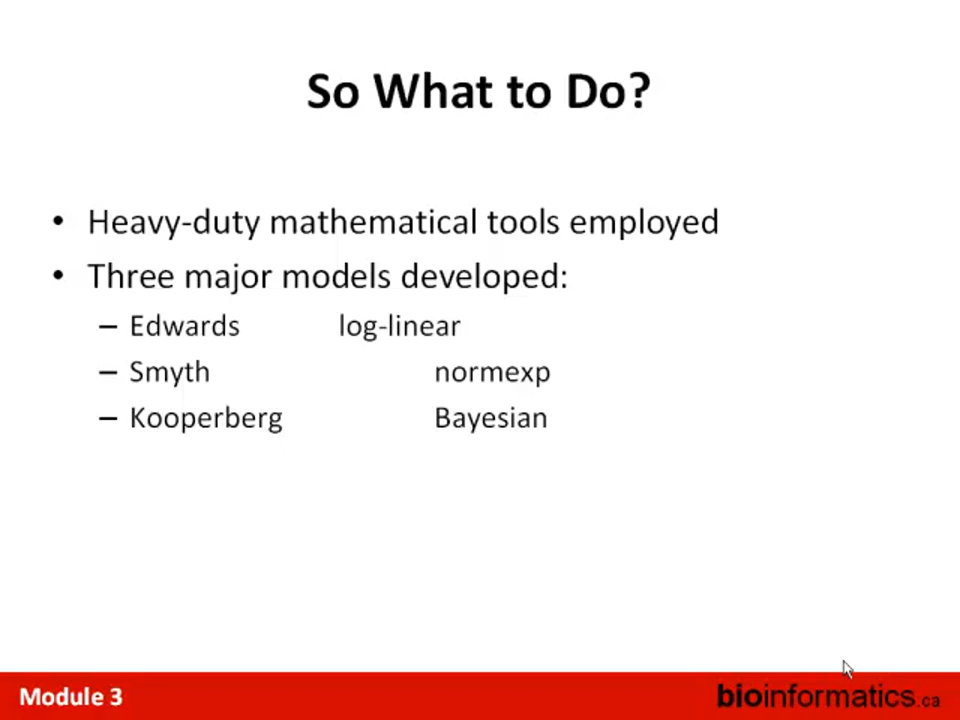 So What to Do?
• Heavy-duty mathematical tools employed
• Three major models developed:
– Edwards log-linear
– Smyth normexp
– Kooperberg Bayesian
Module 3
bioinformatics.ca